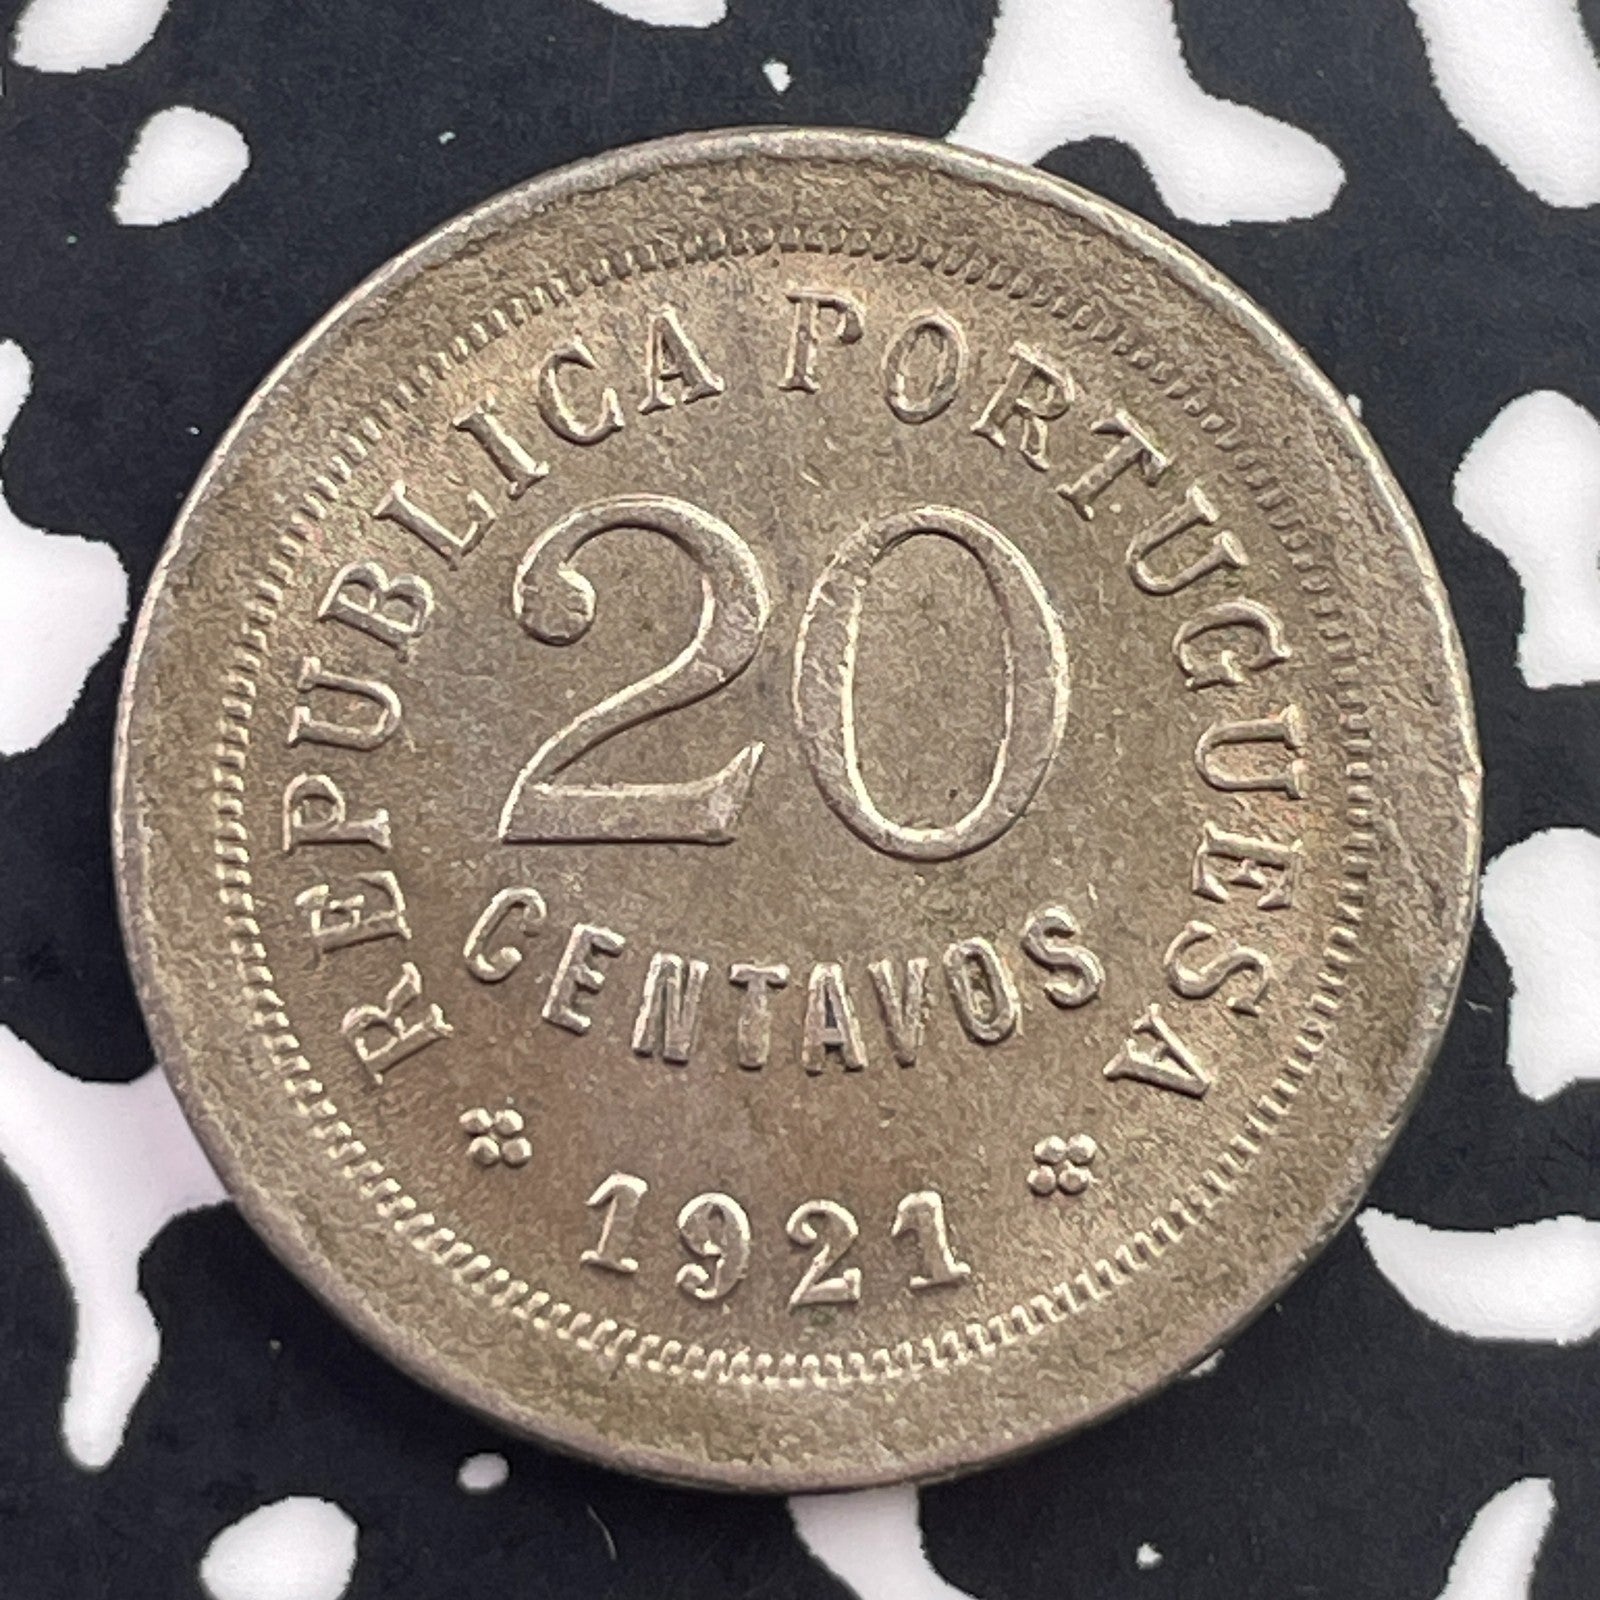 REPUBLICA PORTUGUESA
20
CENTAVOS
1921